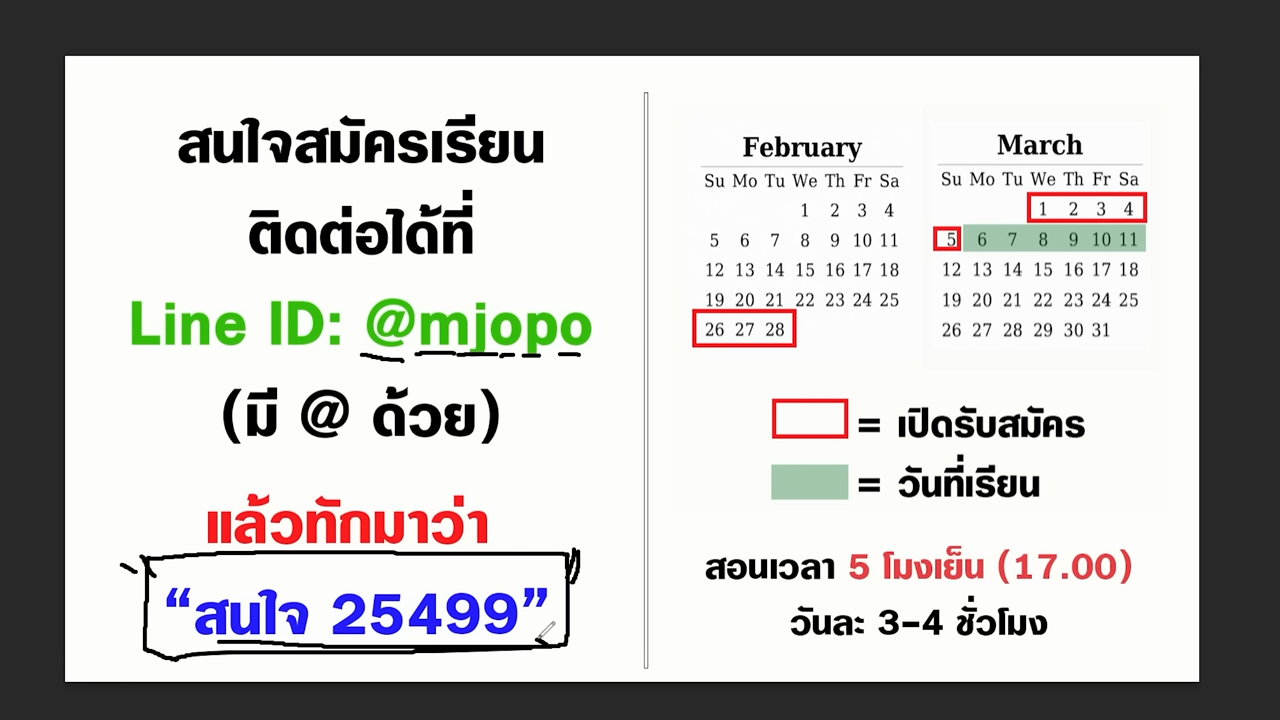 สนใจสมัครเรียน
ติดต่อได้ที่
Line ID: @mjopo
(มี @ ด้วย)
แล้วทักมาว่า
“สนใจ 25499”
February
Su Mo Tu We Th Fr Sa
1 2 3 4
5 6 7 8 9 10 11
12 13 14 15 16 17 18
19 20 21 22 23 24 25
26 27 28
March
Su Mo Tu We Th Fr Sa
1 2 3 4
5 6 7 8 9 10 11
12 13 14 15 16 17 18
19 20 21 22 23 24 25
26 27 28 29 30 31
= เปิดรับสมัคร
= วันที่เรียน
สอนเวลา 5 โมงเย็น (17.00)
วันละ 3-4 ชั่วโมง